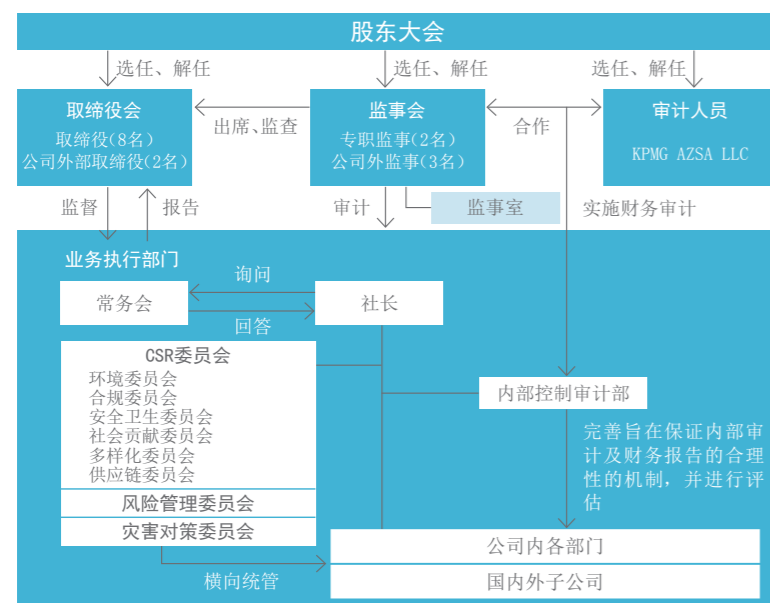 股东大会
选任、解任
选任、解任
选任、解任
取缔役会
取缔役(8名)
公司外部取缔役(2名)
出席、监查
监事会
专职监事(2名)
公司外监事(3名)
合作
审计人员
KPMG AZSA LLC
监督
报告
审计
监事室
实施财务审计
业务执行部门
常务会
询问
回答
社长
CSR委员会
环境委员会
合规委员会
安全卫生委员会
社会贡献委员会
多样化委员会
供应链委员会
风险管理委员会
灾害对策委员会
内部控制审计部
完善旨在保证内部审
计及财务报告的合理
性的机制，并进行评
估
横向统管
公司内各部门
国内外子公司